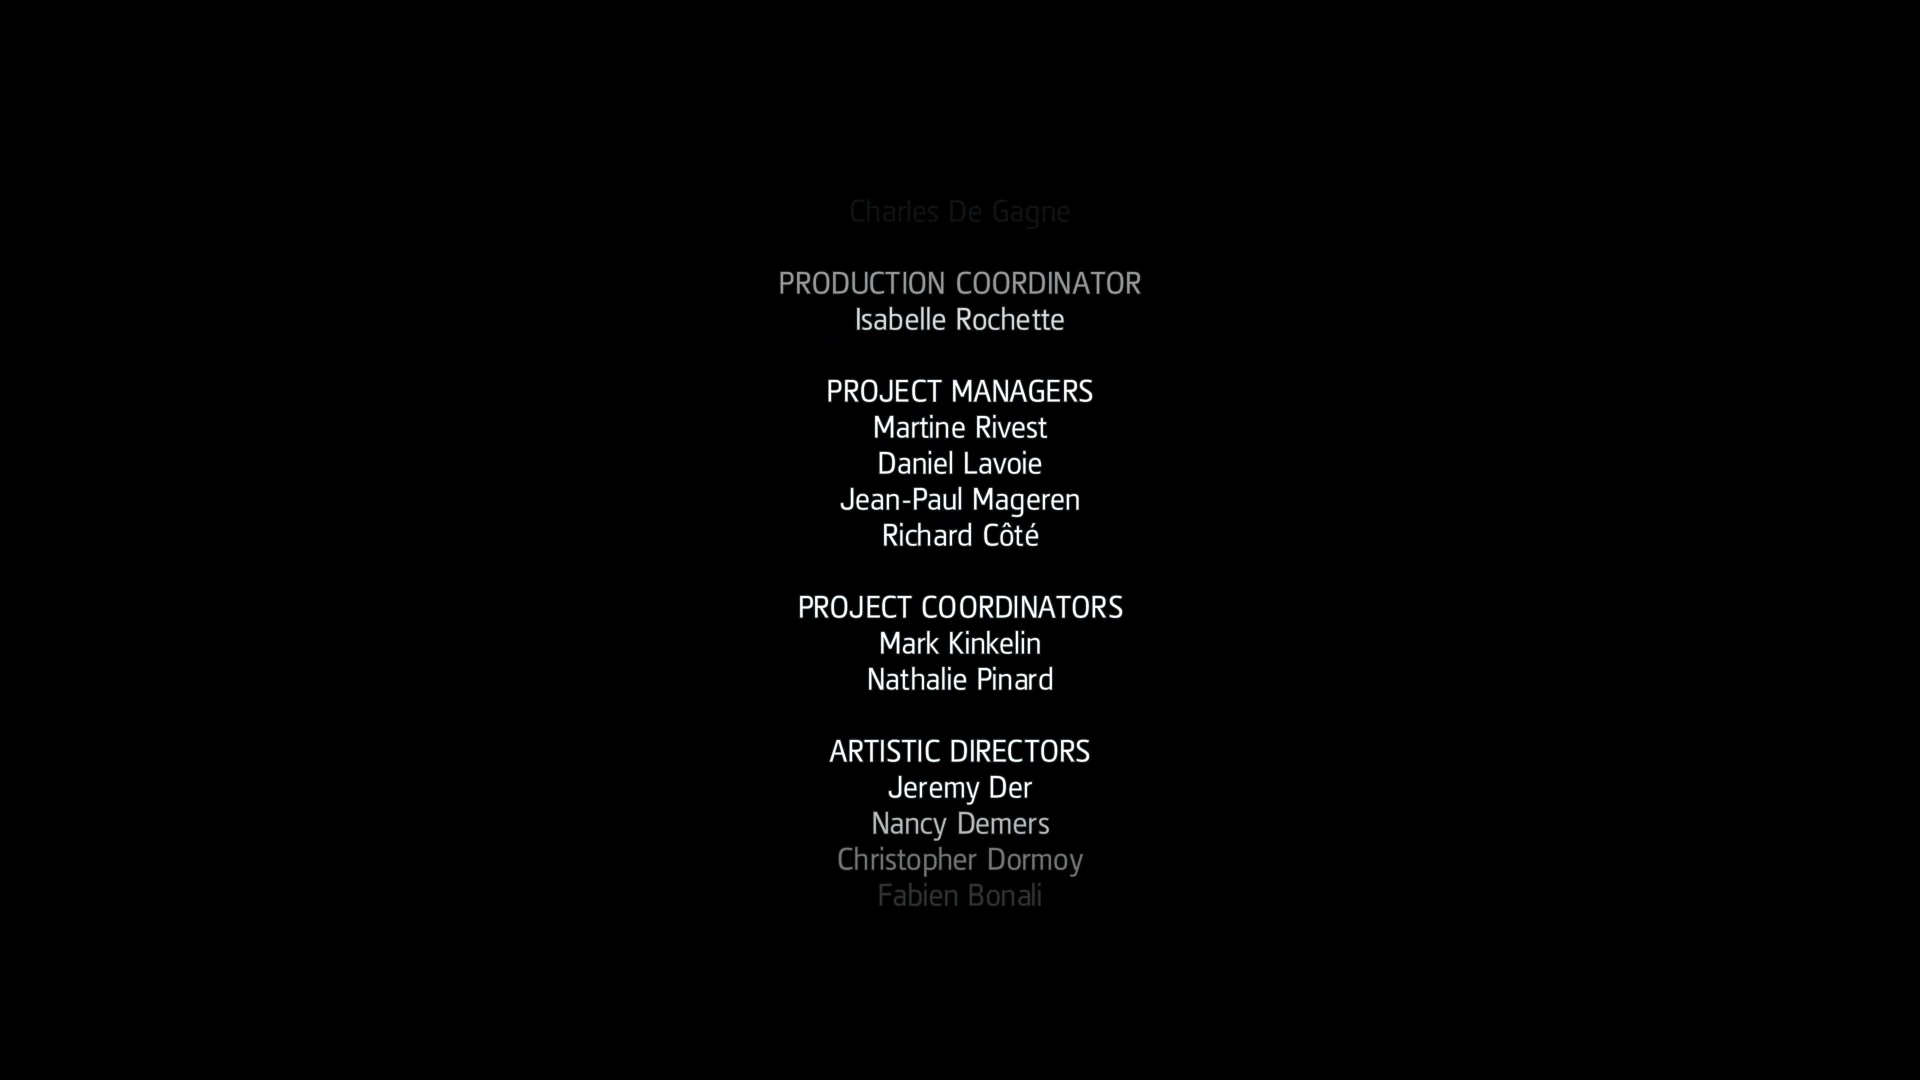 Charles De Gagne
PRODUCTION COORDINATOR
Isabelle Rochette
PROJECT MANAGERS
Martine Rivest
Daniel Lavoie
Jean-Paul Mageren
Richard Côté
PROJECT COORDINATORS
Mark Kinkelin
Nathalie Pinard
ARTISTIC DIRECTORS
Jeremy Der
Nancy Demers
Christopher Dormoy
Fabien Bonali